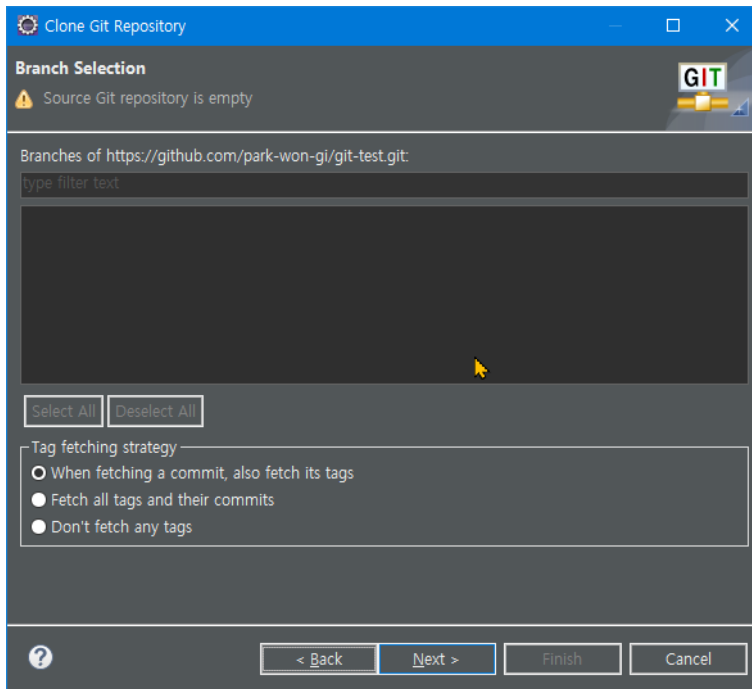 Clone Git Repository
Branch Selection
GIT
Source Git repository is empty
Branches of https://github.com/park-won-gi/git-test.git:
type filter text
Select All Deselect All
Tag fetching strategy
When fetching a commit, also fetch its tags
Fetch all tags and their commits
Don't fetch any tags
? < Back Next > Finish Cancel